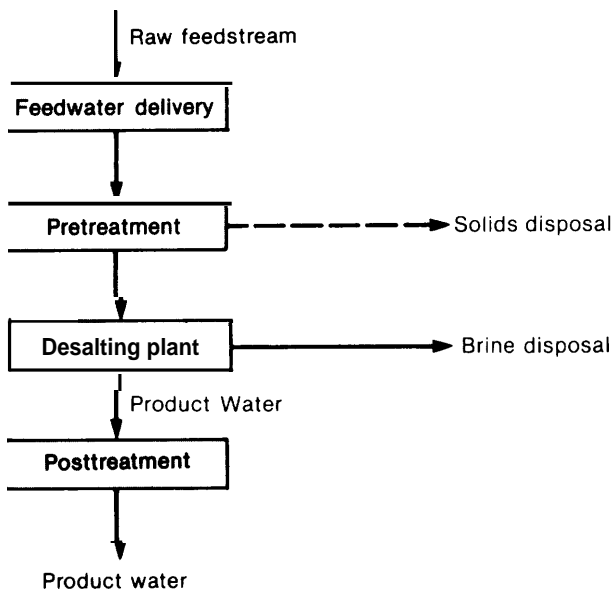 Raw feedstream
Feedwater delivery
Pretreatment
Solids disposal
Desalting plant
Brine disposal
Product Water
Posttreatment
Product water